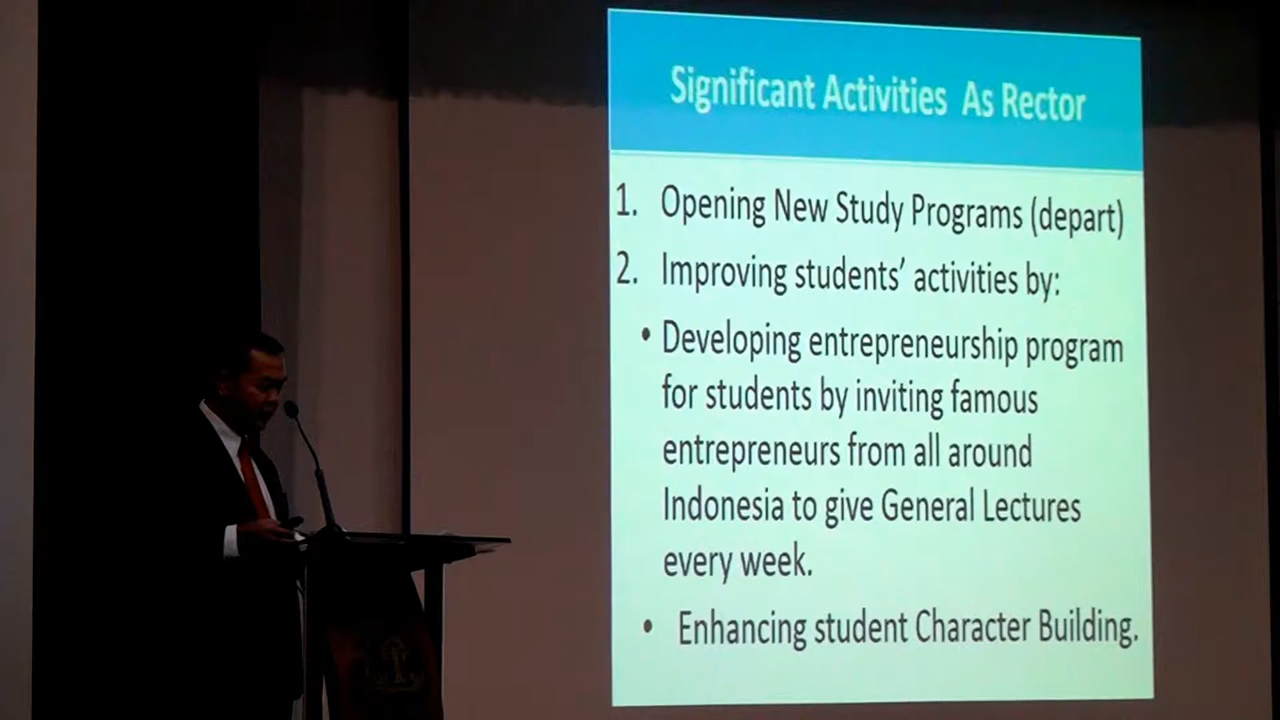 Significant Activities As Rector
1. Opening New Study Programs (depart)
2. Improving students' activities by:
• Developing entrepreneurship program
for students by inviting famous
entrepreneurs from all around
Indonesia to give General Lectures
every week.
• Enhancing student Character Building.